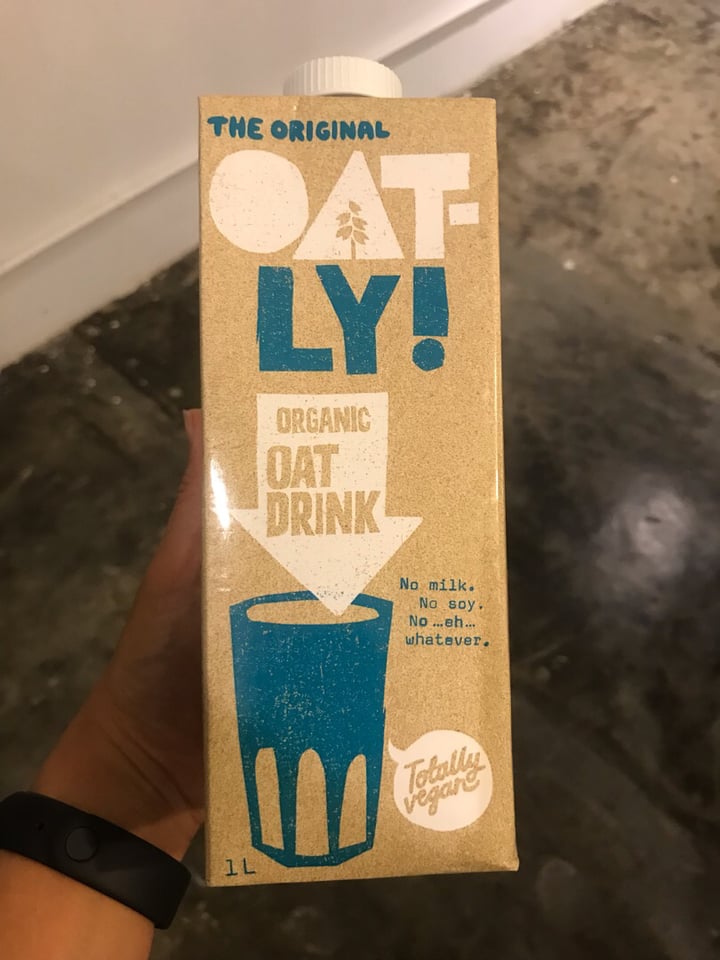 THE ORIGINAL
OAT-
LY!
ORGANIC
OAT
DRINK
No milk.
No soy.
No ...eh...
whatever.
Totally
vegan
1L